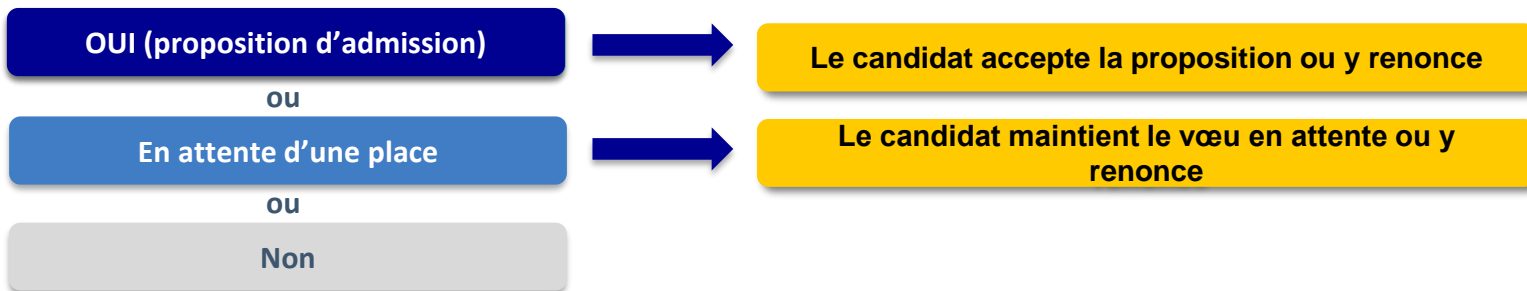 OUI (proposition d’admission)
Le candidat accepte la proposition ou y renonce
ou
En attente d’une place
Le candidat maintient le vœu en attente ou y
renonce
ou
Non